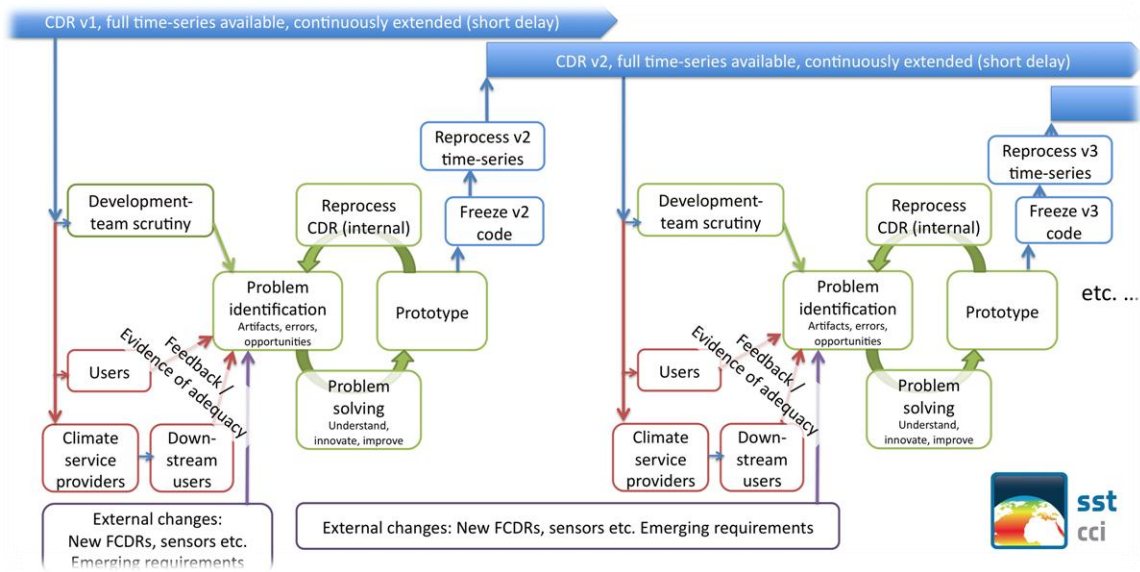 CDR v1, full time-series available, continuously extended (short delay)
CDR v2, full time-series available, continuously extended (short delay)
Reprocess v2
time-series
Freeze v2
code
Development-
team scrutiny
Reprocess
CDR (internal)
Problem
identification
Artifacts, errors,
opportunities
Prototype
Users
Feedback /
Evidence of adequacy
Problem
solving
Understand,
innovate, improve
Climate
service
providers
Down-
stream
users
External changes:
New FCDRs, sensors etc.
Emerging requirements
Reprocess v3
time-series
Freeze v3
code
Development-
team scrutiny
Reprocess
CDR (internal)
Problem
identification
Artifacts, errors,
opportunities
Prototype
etc. ...
Users
Feedback /
Evidence of adequacy
Problem
solving
Understand,
innovate, improve
Climate
service
providers
Down-
stream
users
External changes: New FCDRs, sensors etc. Emerging requirements
sst
cci